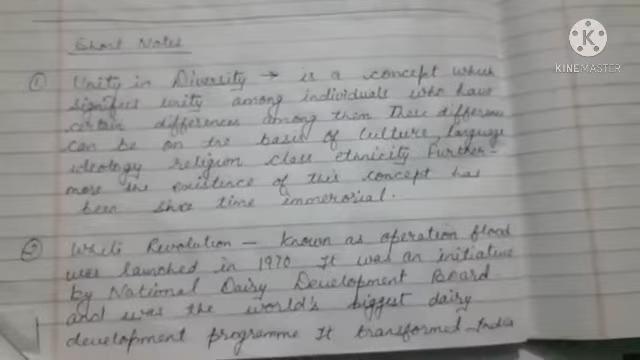 Short Notes
KINEMASTER
① Unity in Diversity → is a concept which
signifies unity among individuals who have
certain differences among them These difference
can be on the basis of culture, language
ideology religion class ethnicity Further-
more the existence of this concept has
been since time immemorial.
② White Revolution - Known as operation flood
was launched in 1970 It was an initiative
by National Dairy Development Board
and was the world's biggest dairy
development programme It transformed India